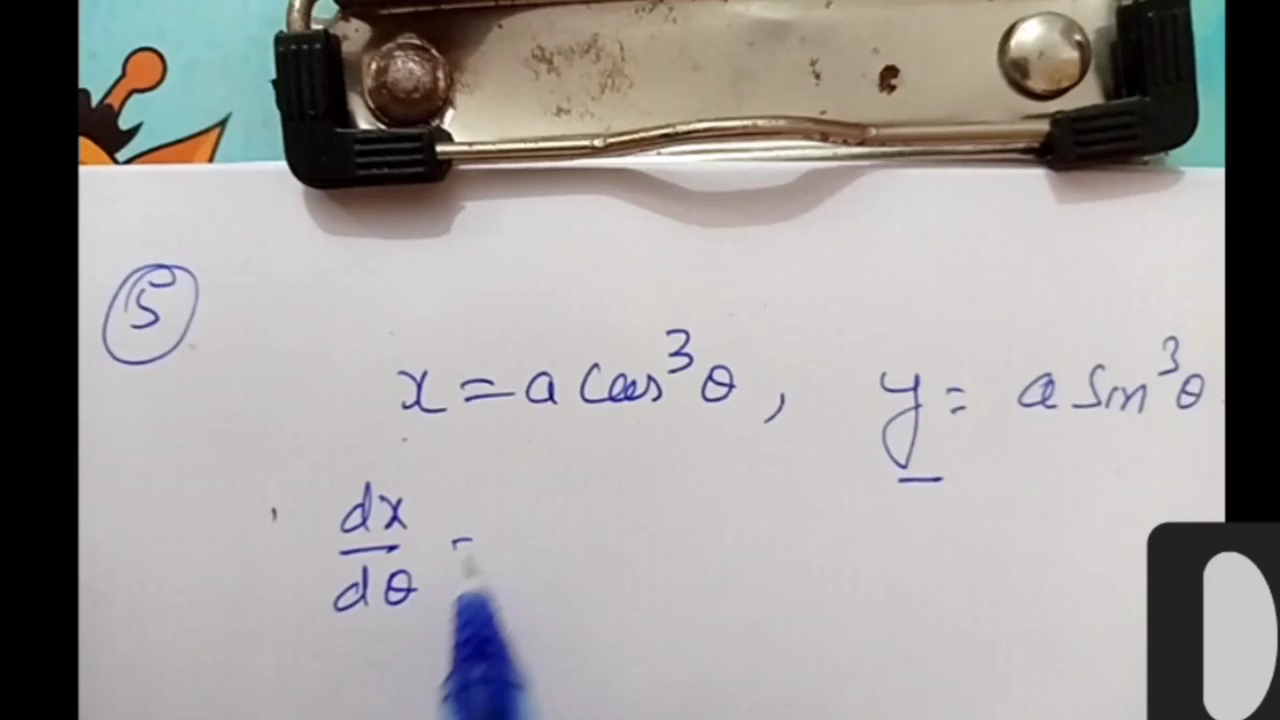 5
x = a cos³θ, y = a sin³θ
dx/dθ =